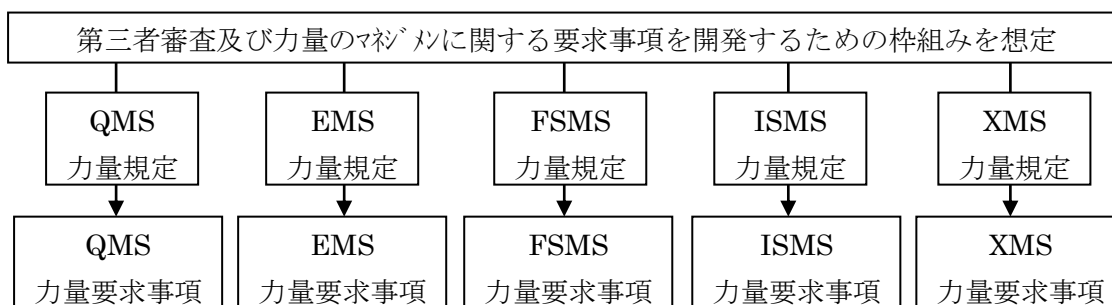 第三者審査及び力量のﾏﾈｼﾞﾒﾝに関する要求事項を開発するための枠組みを想定
QMS
力量規定
EMS
力量規定
FSMS
力量規定
ISMS
力量規定
XMS
力量規定
QMS
力量要求事項
EMS
力量要求事項
FSMS
力量要求事項
ISMS
力量要求事項
XMS
力量要求事項